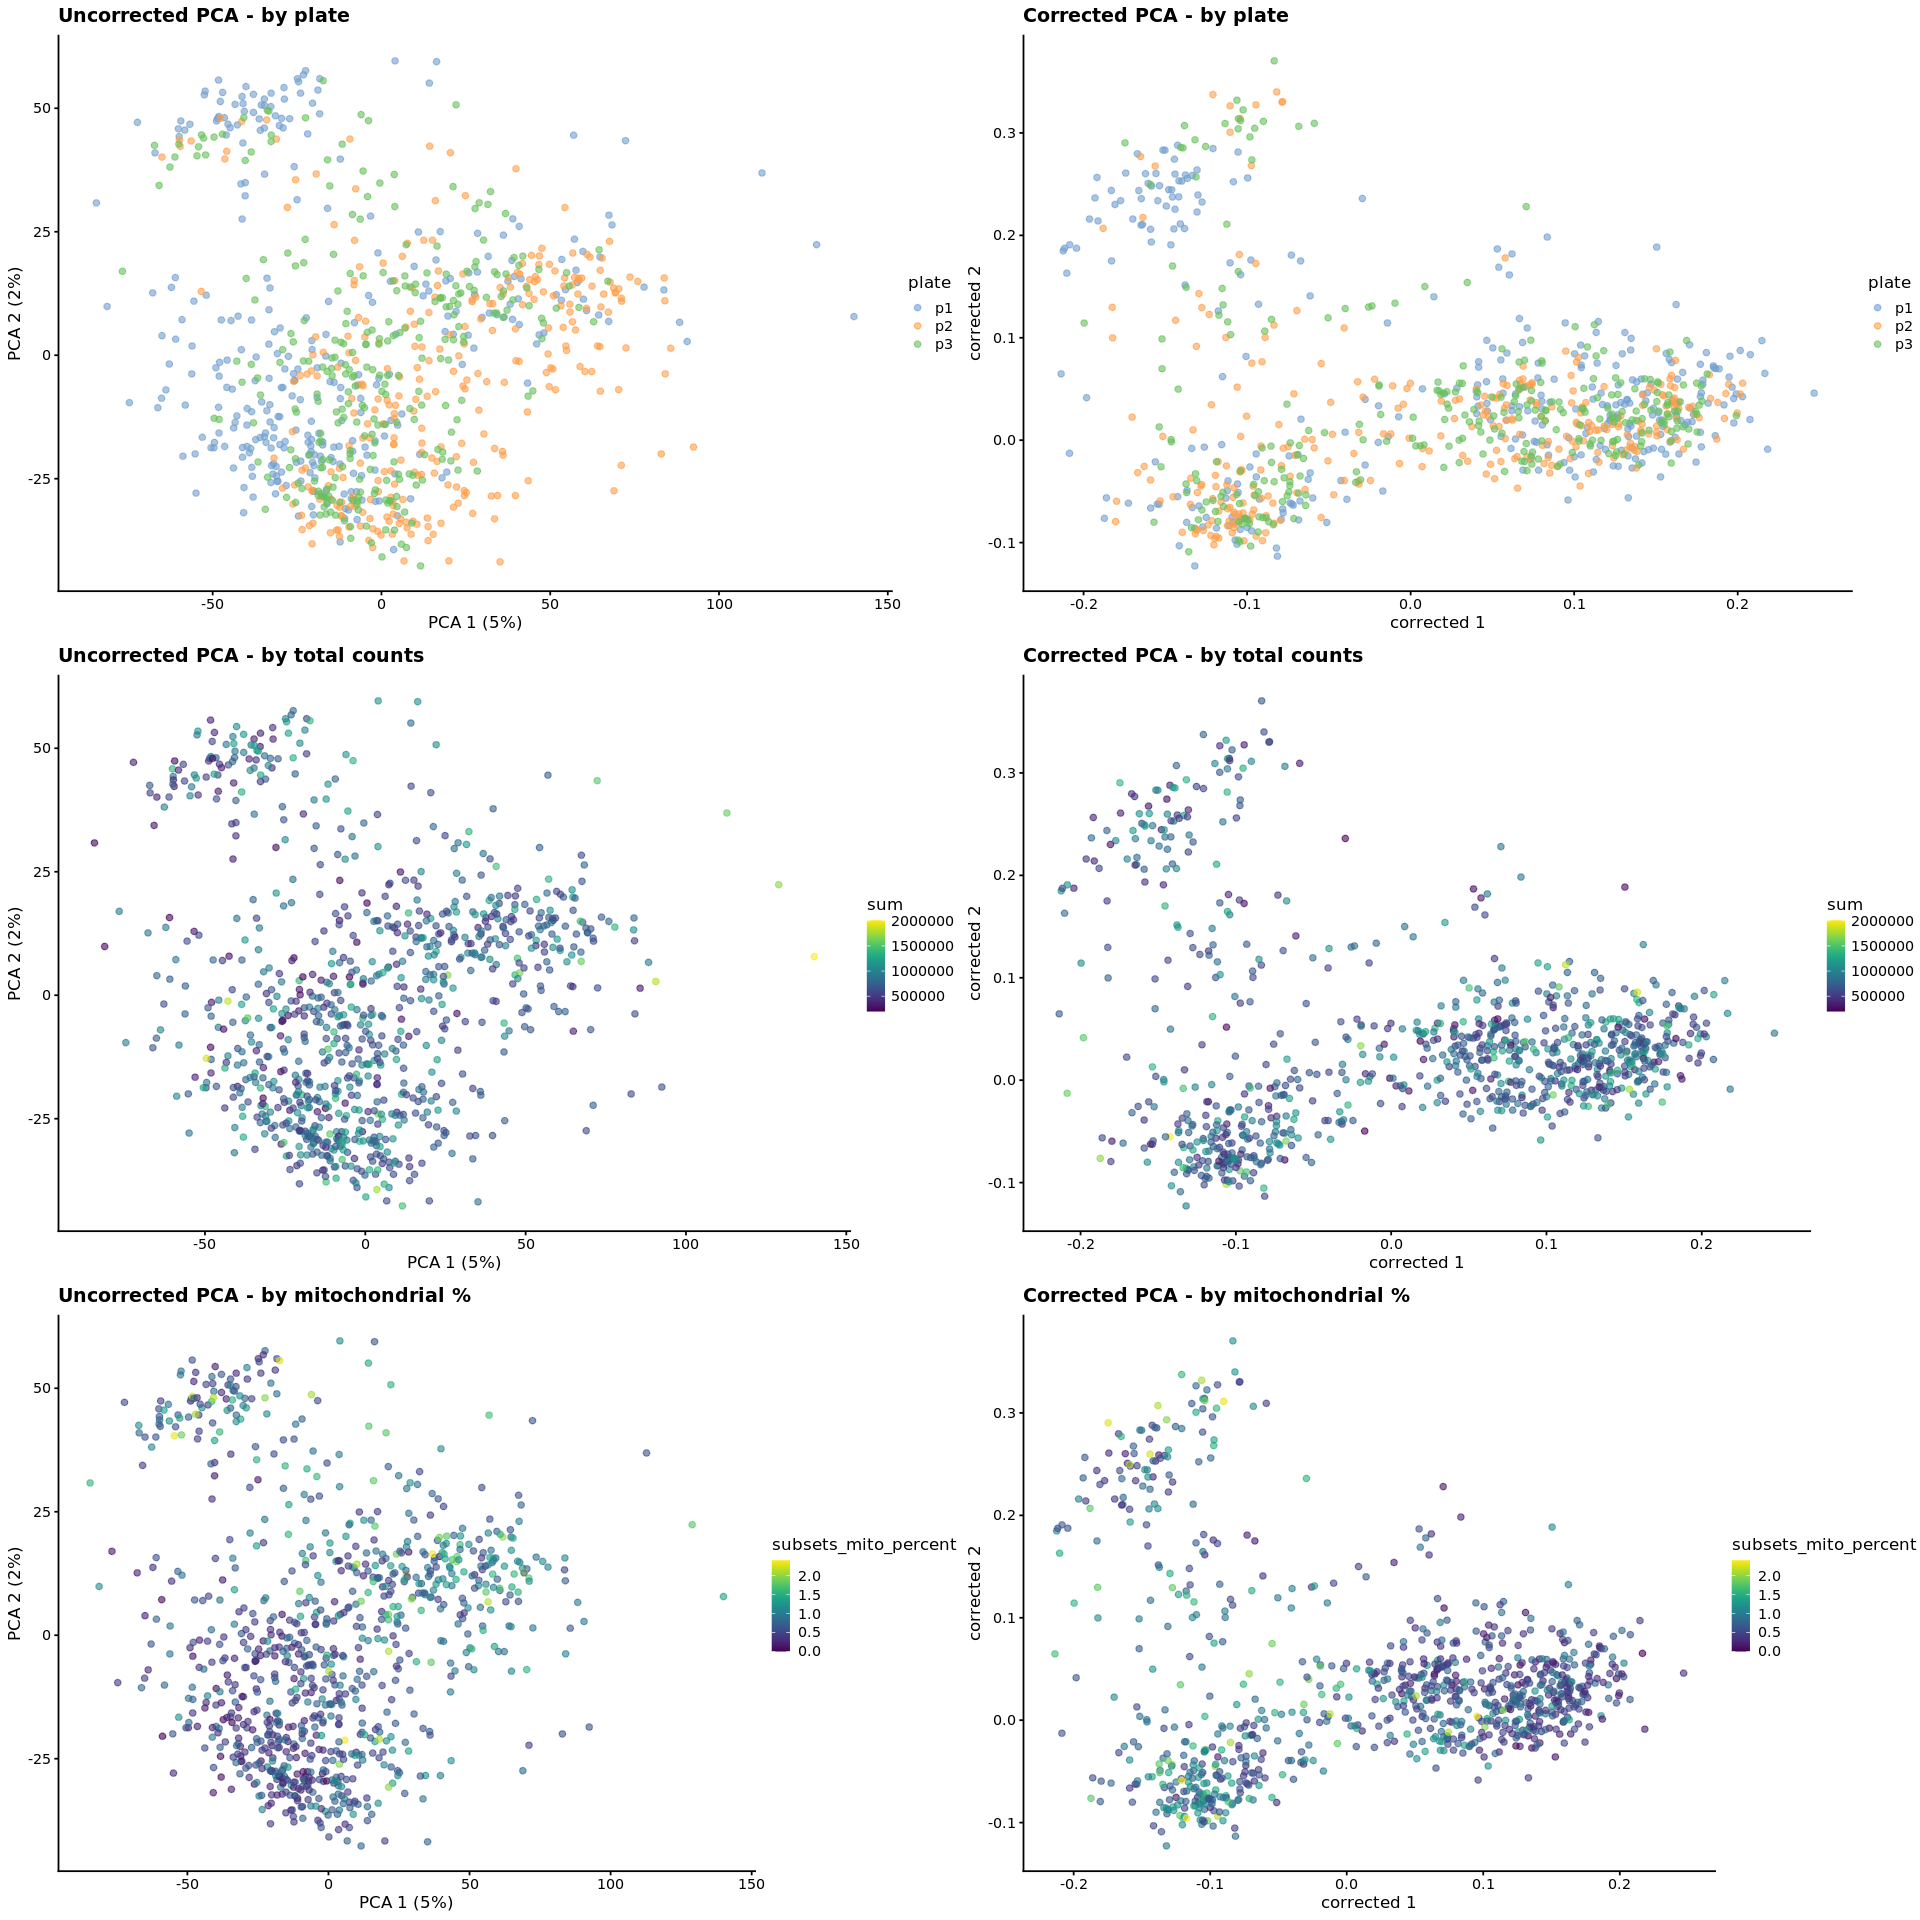 Uncorrected PCA - by plate
PCA 2 (2%)
50
25
0
-25
-50
0
50
100
150
PCA 1 (5%)
plate
p1
p2
p3
Corrected PCA - by plate
corrected 2
0.3
0.2
0.1
0.0
-0.1
-0.2
-0.1
0.0
0.1
0.2
corrected 1
plate
p1
p2
p3
Uncorrected PCA - by total counts
PCA 2 (2%)
50
25
0
-25
-50
0
50
100
150
PCA 1 (5%)
sum
2000000
1500000
1000000
500000
Corrected PCA - by total counts
corrected 2
0.3
0.2
0.1
0.0
-0.1
-0.2
-0.1
0.0
0.1
0.2
corrected 1
sum
2000000
1500000
1000000
500000
Uncorrected PCA - by mitochondrial %
PCA 2 (2%)
50
25
0
-25
-50
0
50
100
150
PCA 1 (5%)
subsets_mito_percent
2.0
1.5
1.0
0.5
0.0
Corrected PCA - by mitochondrial %
corrected 2
0.3
0.2
0.1
0.0
-0.1
-0.2
-0.1
0.0
0.1
0.2
corrected 1
subsets_mito_percent
2.0
1.5
1.0
0.5
0.0